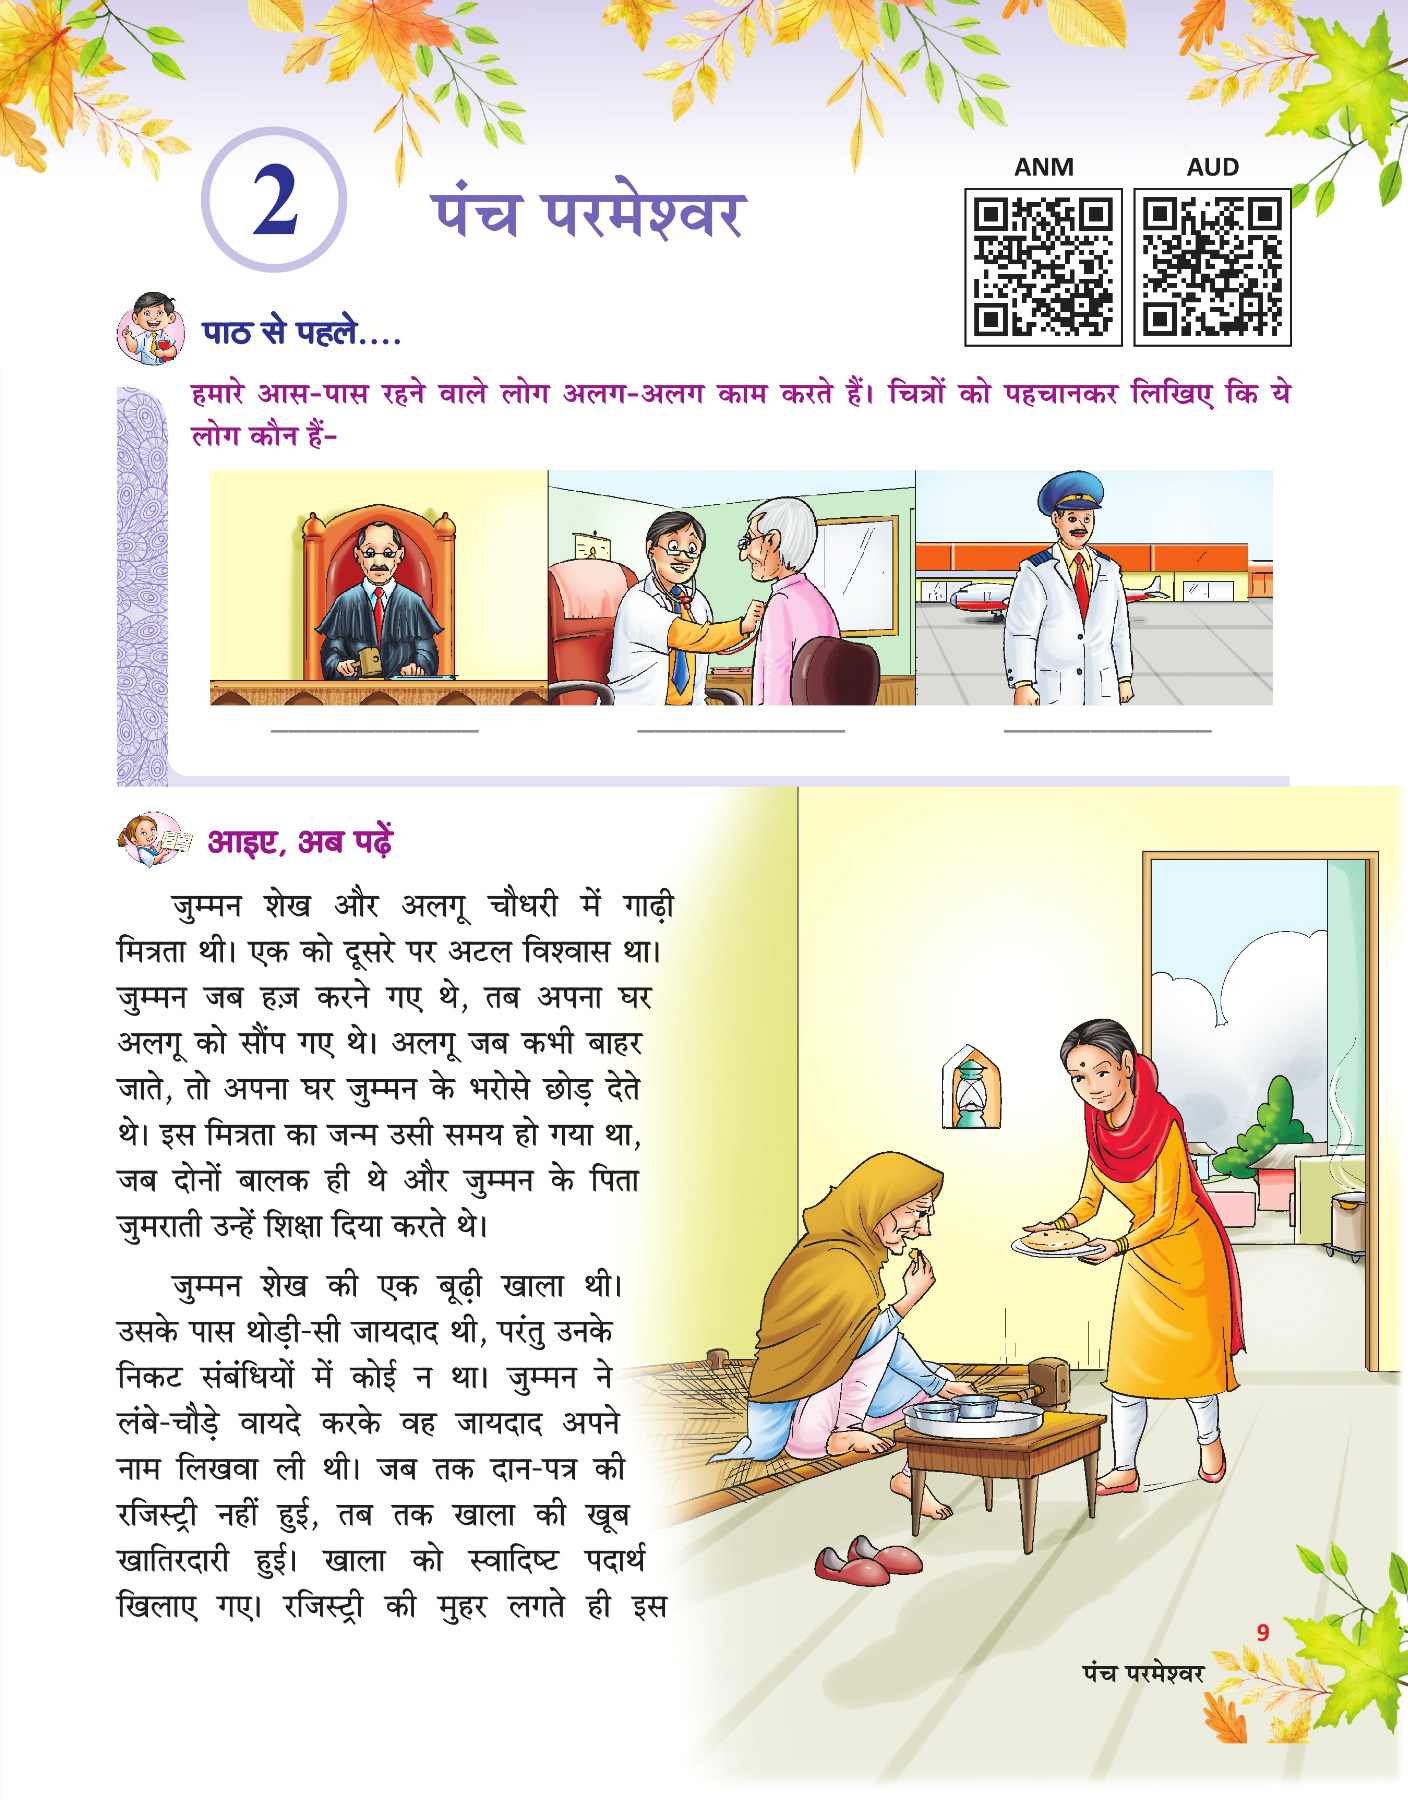 ANM
AUD
2
पंच परमेश्वर
पाठ से पहले....
हमारे आस-पास रहने वाले लोग अलग-अलग काम करते हैं। चित्रों को पहचानकर लिखिए कि ये
लोग कौन हैं-
आइए, अब पढ़ें
जुम्मन शेख और अलगू चौधरी में गाढ़ी
मित्रता थी। एक को दूसरे पर अटल विश्वास था।
जुम्मन जब हज़ करने गए थे, तब अपना घर
अलगू को सौंप गए थे। अलगू जब कभी बाहर
जाते, तो अपना घर जुम्मन के भरोसे छोड़ देते
थे। इस मित्रता का जन्म उसी समय हो गया था,
जब दोनों बालक ही थे और जुम्मन के पिता
जुमराती उन्हें शिक्षा दिया करते थे।
जुम्मन शेख की एक बूढ़ी खाला थी।
उसके पास थोड़ी-सी जायदाद थी, परंतु उनके
निकट संबंधियों में कोई न था। जुम्मन ने
लंबे-चौड़े वायदे करके वह जायदाद अपने
नाम लिखवा ली थी। जब तक दान-पत्र की
रजिस्ट्री नहीं हुई, तब तक खाला की खूब
खातिरदारी हुई। खाला को स्वादिष्ट पदार्थ
खिलाए गए। रजिस्ट्री की मुहर लगते ही इस
9
पंच परमेश्वर